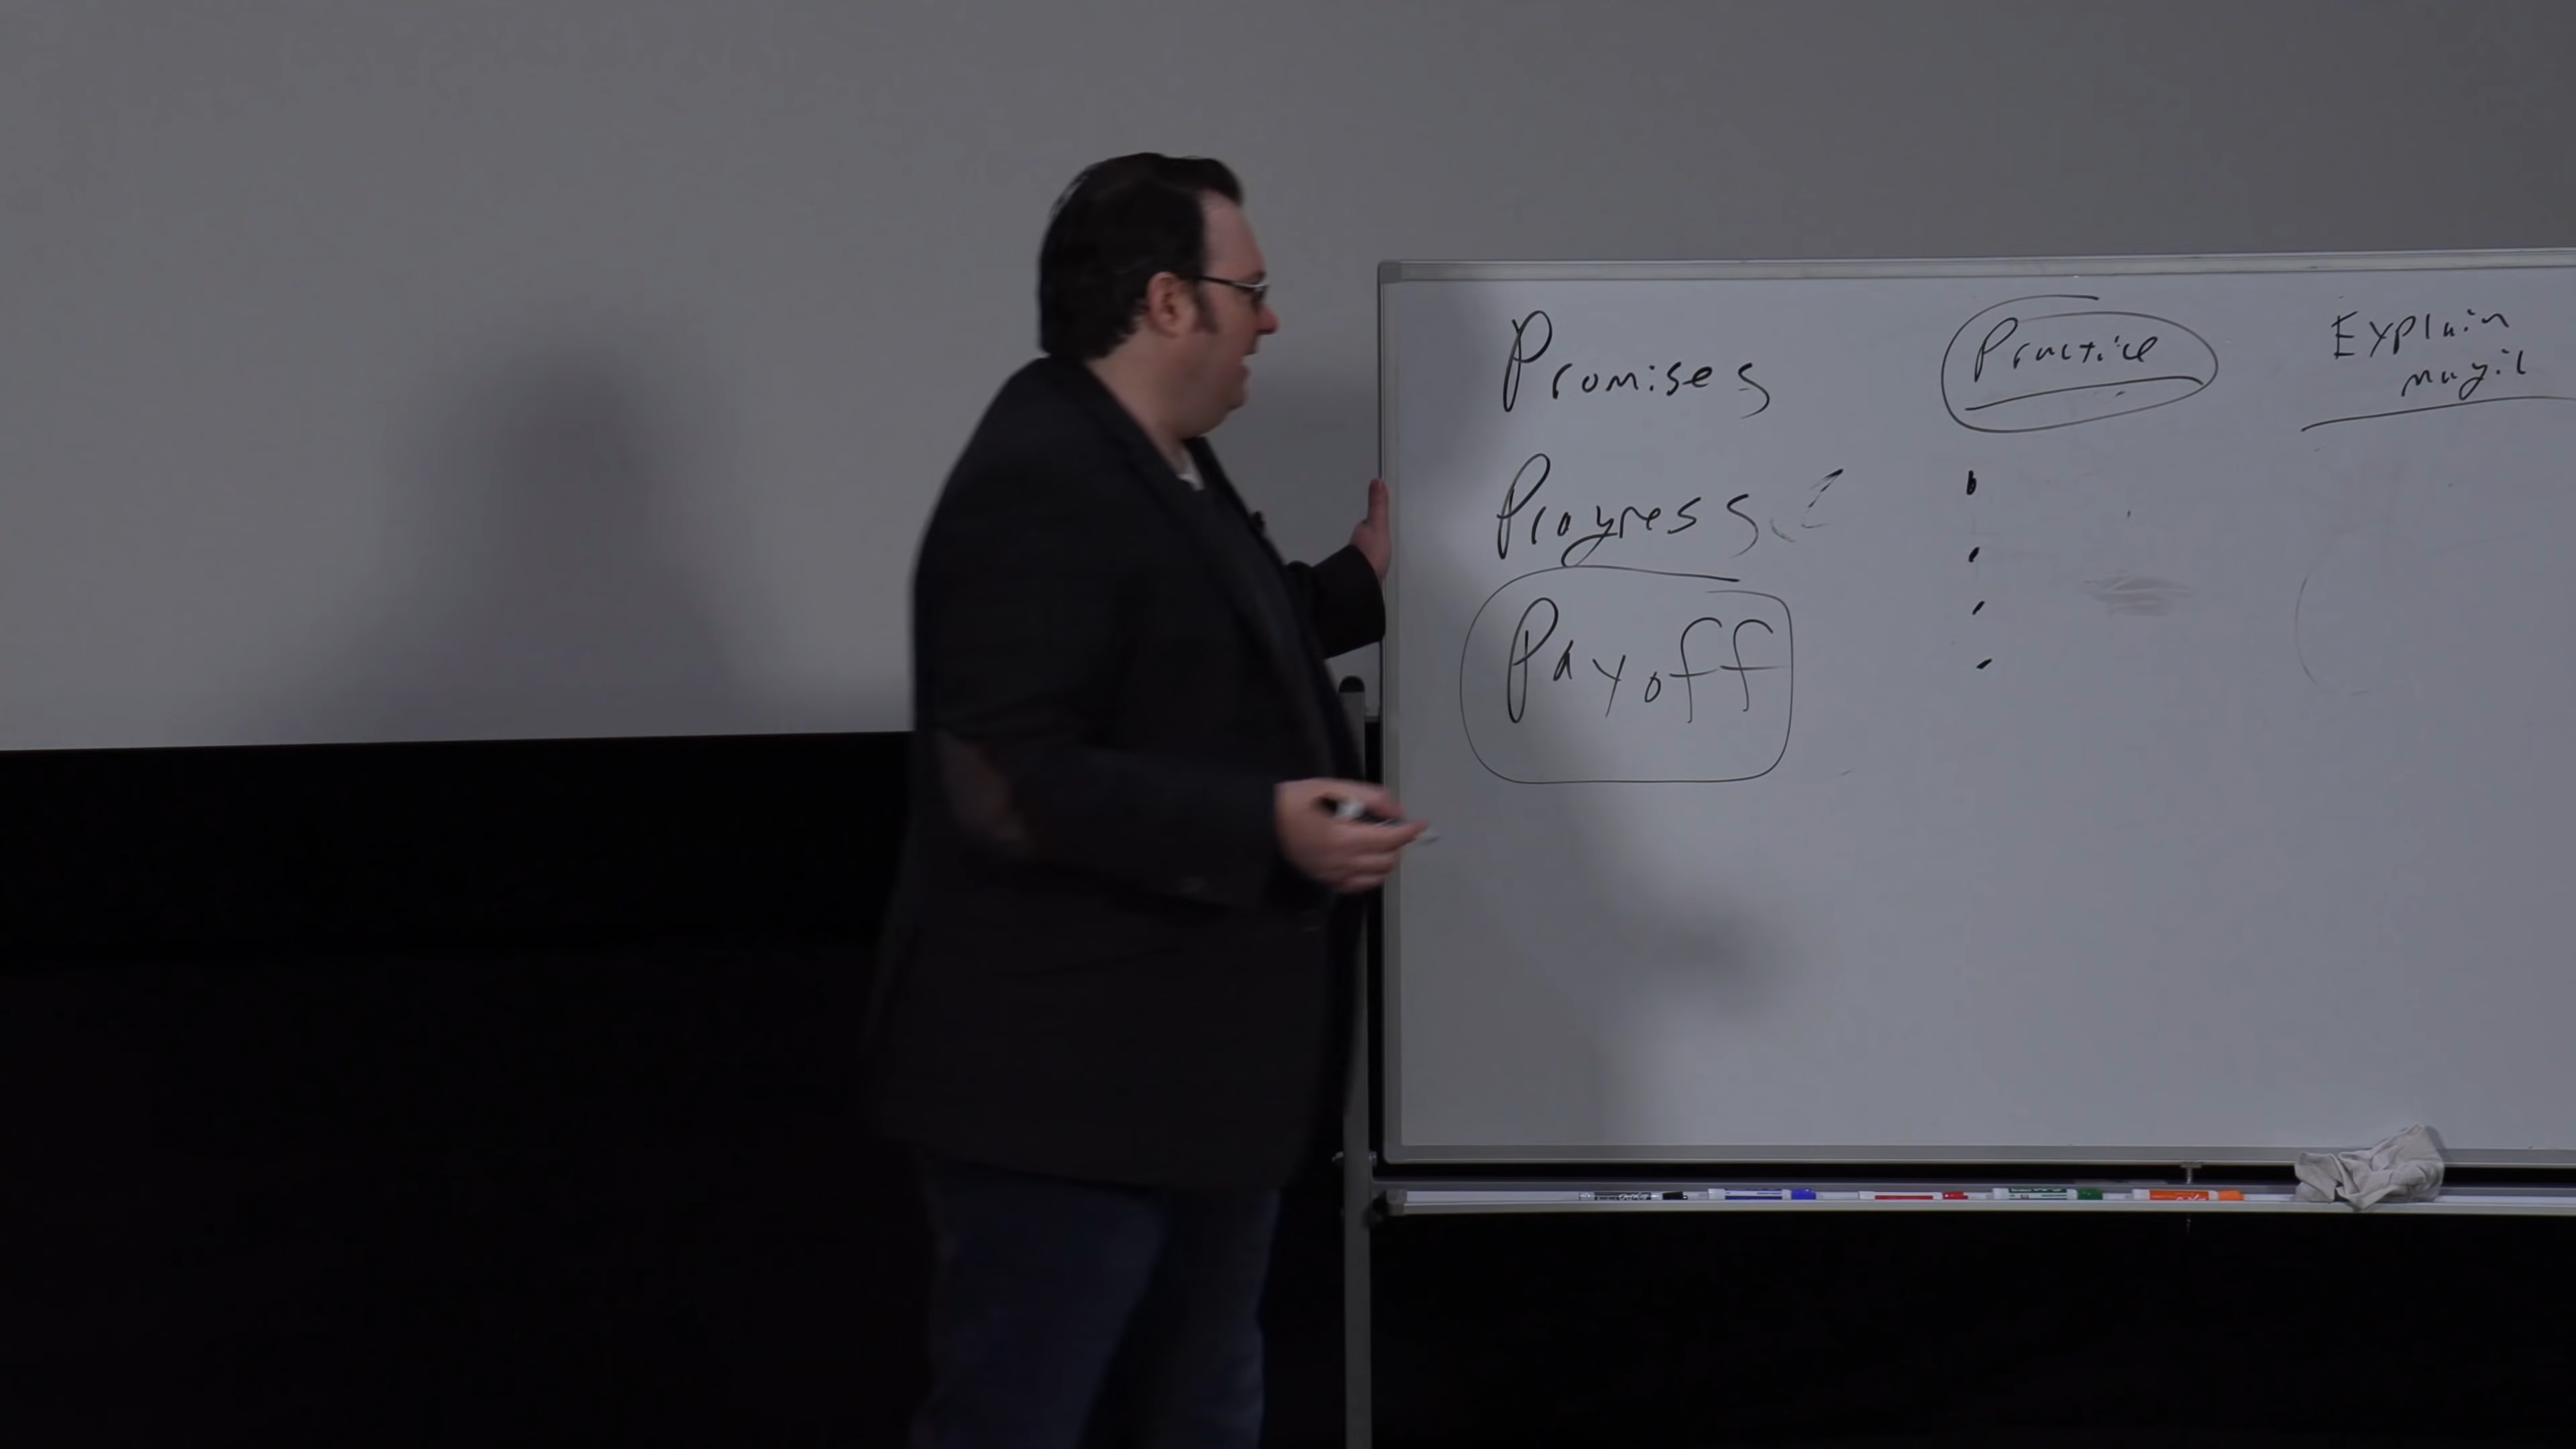 Promises
Progress
Payoff
Practice
Explain
magic